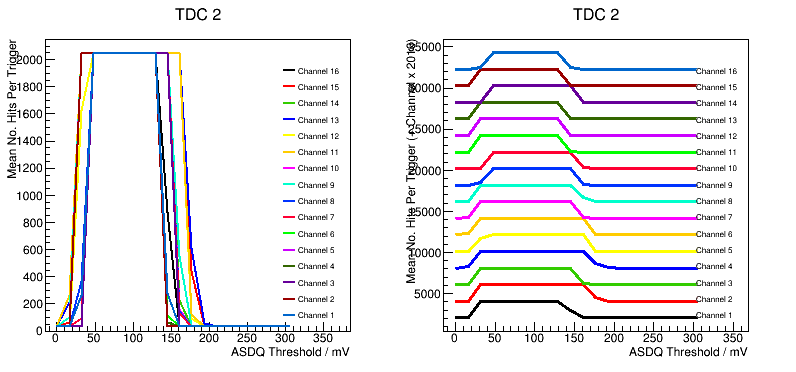 TDC 2
Mean No. Hits Per Trigger
2000
1800
1600
1400
1200
1000
800
600
400
200
0
Channel 16
Channel 15
Channel 14
Channel 13
Channel 12
Channel 11
Channel 10
Channel 9
Channel 8
Channel 7
Channel 6
Channel 5
Channel 4
Channel 3
Channel 2
Channel 1
0 50 100 150 200 250 300 350
ASDQ Threshold / mV
TDC 2
35000
30000
25000
20000
15000
10000
5000
Channel 16
Channel 15
Channel 14
Channel 13
Channel 12
Channel 11
Channel 10
Channel 9
Channel 8
Channel 7
Channel 6
Channel 5
Channel 4
Channel 3
Channel 2
Channel 1
0 50 100 150 200 250 300 350
ASDQ Threshold / mV